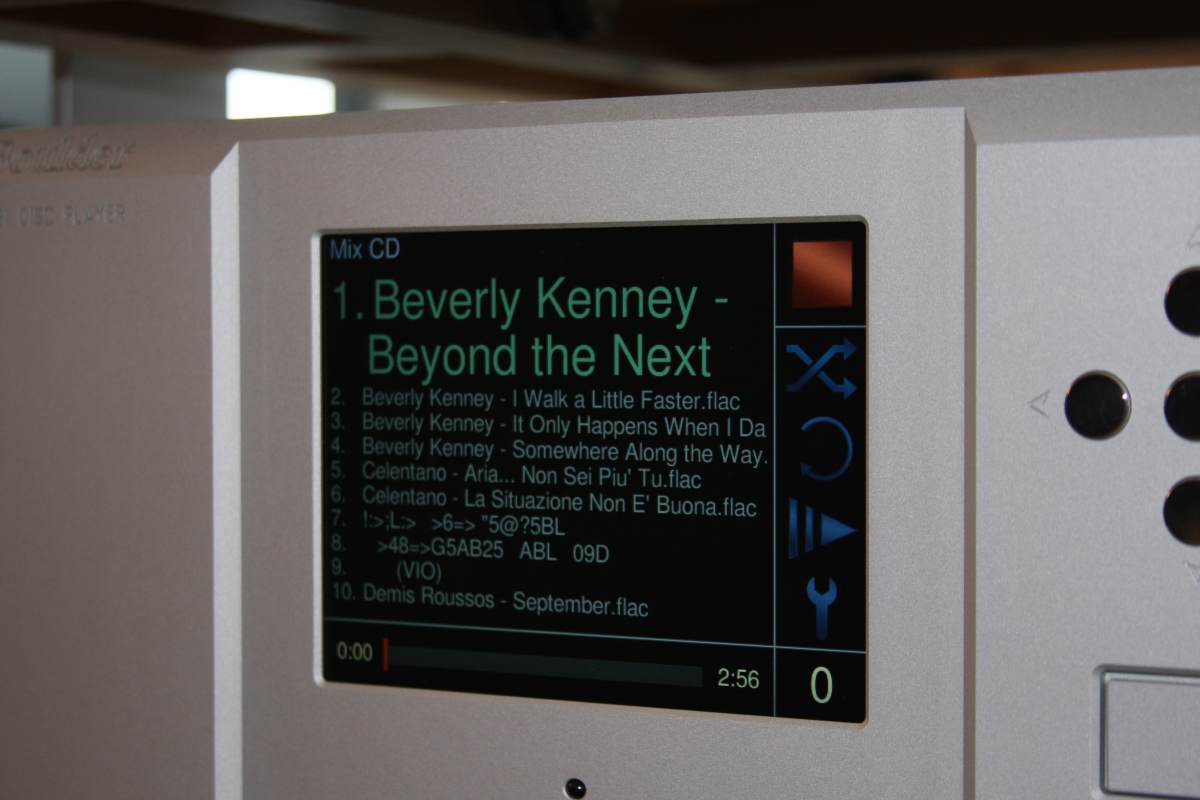 Boulder
DISC PLAYER
Mix CD
1. Beverly Kenney -
Beyond the Next
2. Beverly Kenney - I Walk a Little Faster.flac
3. Beverly Kenney - It Only Happens When I Da
4. Beverly Kenney - Somewhere Along the Way.
5. Celentano - Aria... Non Sei Piu' Tu.flac
6. Celentano - La Situazione Non E' Buona.flac
7. !:>;L:> >6=> "5@?5BL
8. >48=>G5AB25 ABL 09D
9. (VIO)
10. Demis Roussos - September.flac
0:00
2:56
0